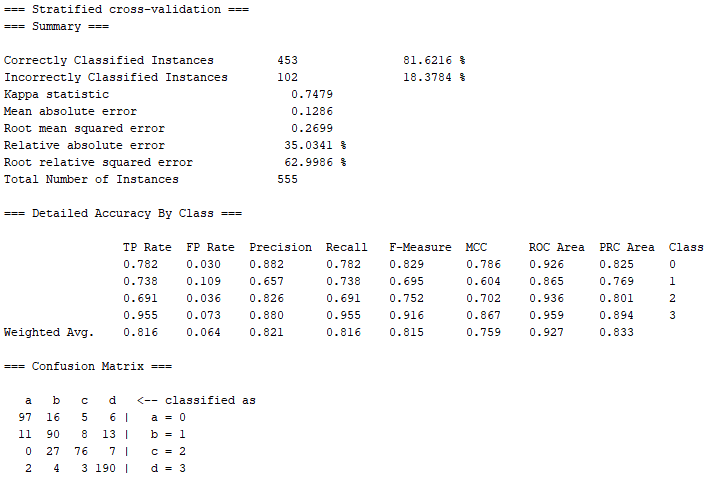 === Stratified cross-validation ===
=== Summary ===
Correctly Classified Instances 453 81.6216 %
Incorrectly Classified Instances 102 18.3784 %
Kappa statistic 0.7479
Mean absolute error 0.1286
Root mean squared error 0.2699
Relative absolute error 35.0341 %
Root relative squared error 62.9986 %
Total Number of Instances 555
=== Detailed Accuracy By Class ===
TP Rate FP Rate Precision Recall F-Measure MCC ROC Area PRC Area Class
0.782 0.030 0.882 0.782 0.829 0.786 0.926 0.825 0
0.738 0.109 0.657 0.738 0.695 0.604 0.865 0.769 1
0.691 0.036 0.826 0.691 0.752 0.702 0.936 0.801 2
0.955 0.073 0.880 0.955 0.916 0.867 0.959 0.894 3
Weighted Avg. 0.816 0.064 0.821 0.816 0.815 0.759 0.927 0.833
=== Confusion Matrix ===
a b c d <-- classified as
97 16 5 6 | a = 0
11 90 8 13 | b = 1
0 27 76 7 | c = 2
2 4 3 190 | d = 3